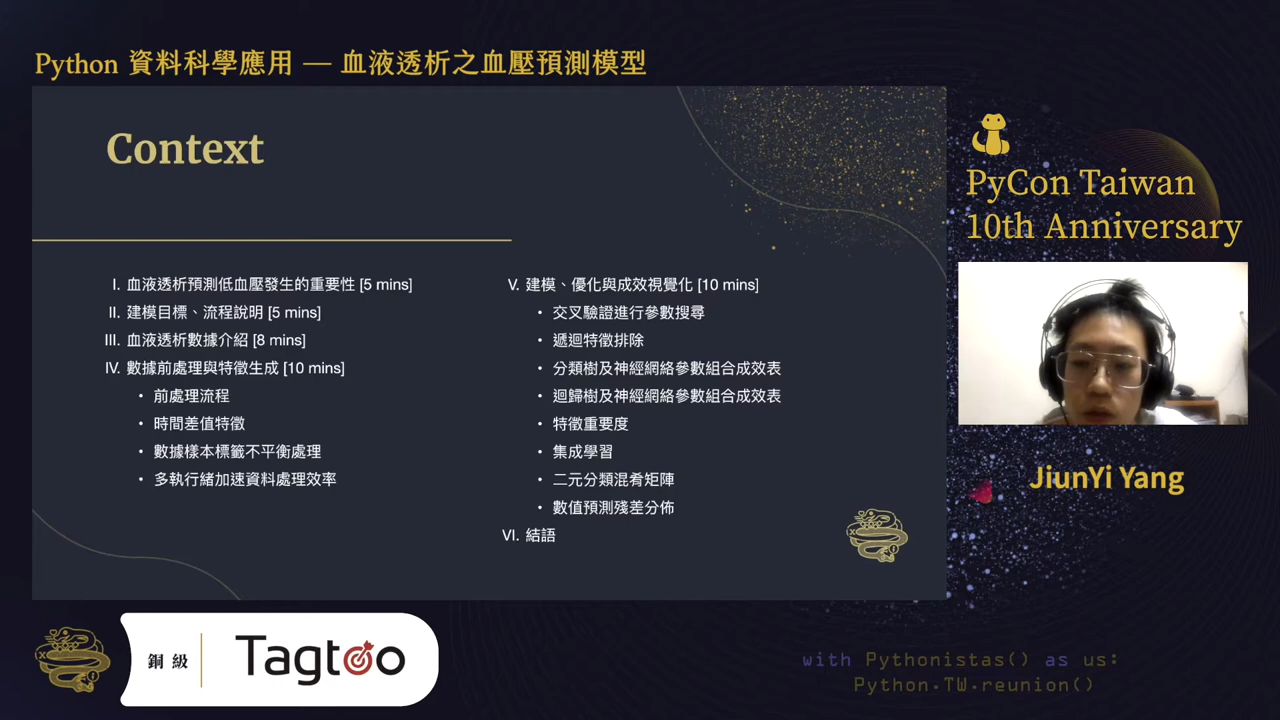 Python 資料科學應用 — 血液透析之血壓預測模型
Context
I. 血液透析預測低血壓發生的重要性 [5 mins]
II. 建模目標、流程說明 [5 mins]
III. 血液透析數據介紹 [8 mins]
IV. 數據前處理與特徵生成 [10 mins]
• 前處理流程
• 時間差值特徵
• 數據樣本標籤不平衡處理
• 多執行緒加速資料處理效率
V. 建模、優化與成效視覺化 [10 mins]
• 交叉驗證進行參數搜尋
• 遞迴特徵排除
• 分類樹及神經網絡參數組合成效表
• 迴歸樹及神經網絡參數組合成效表
• 特徵重要度
• 集成學習
• 二元分類混肴矩陣
• 數值預測殘差分佈
VI. 結語
PyCon Taiwan
10th Anniversary
JiunYi Yang
銅級
Tagtoo
with Pythonistas() as us:
Python.TW.reunion()